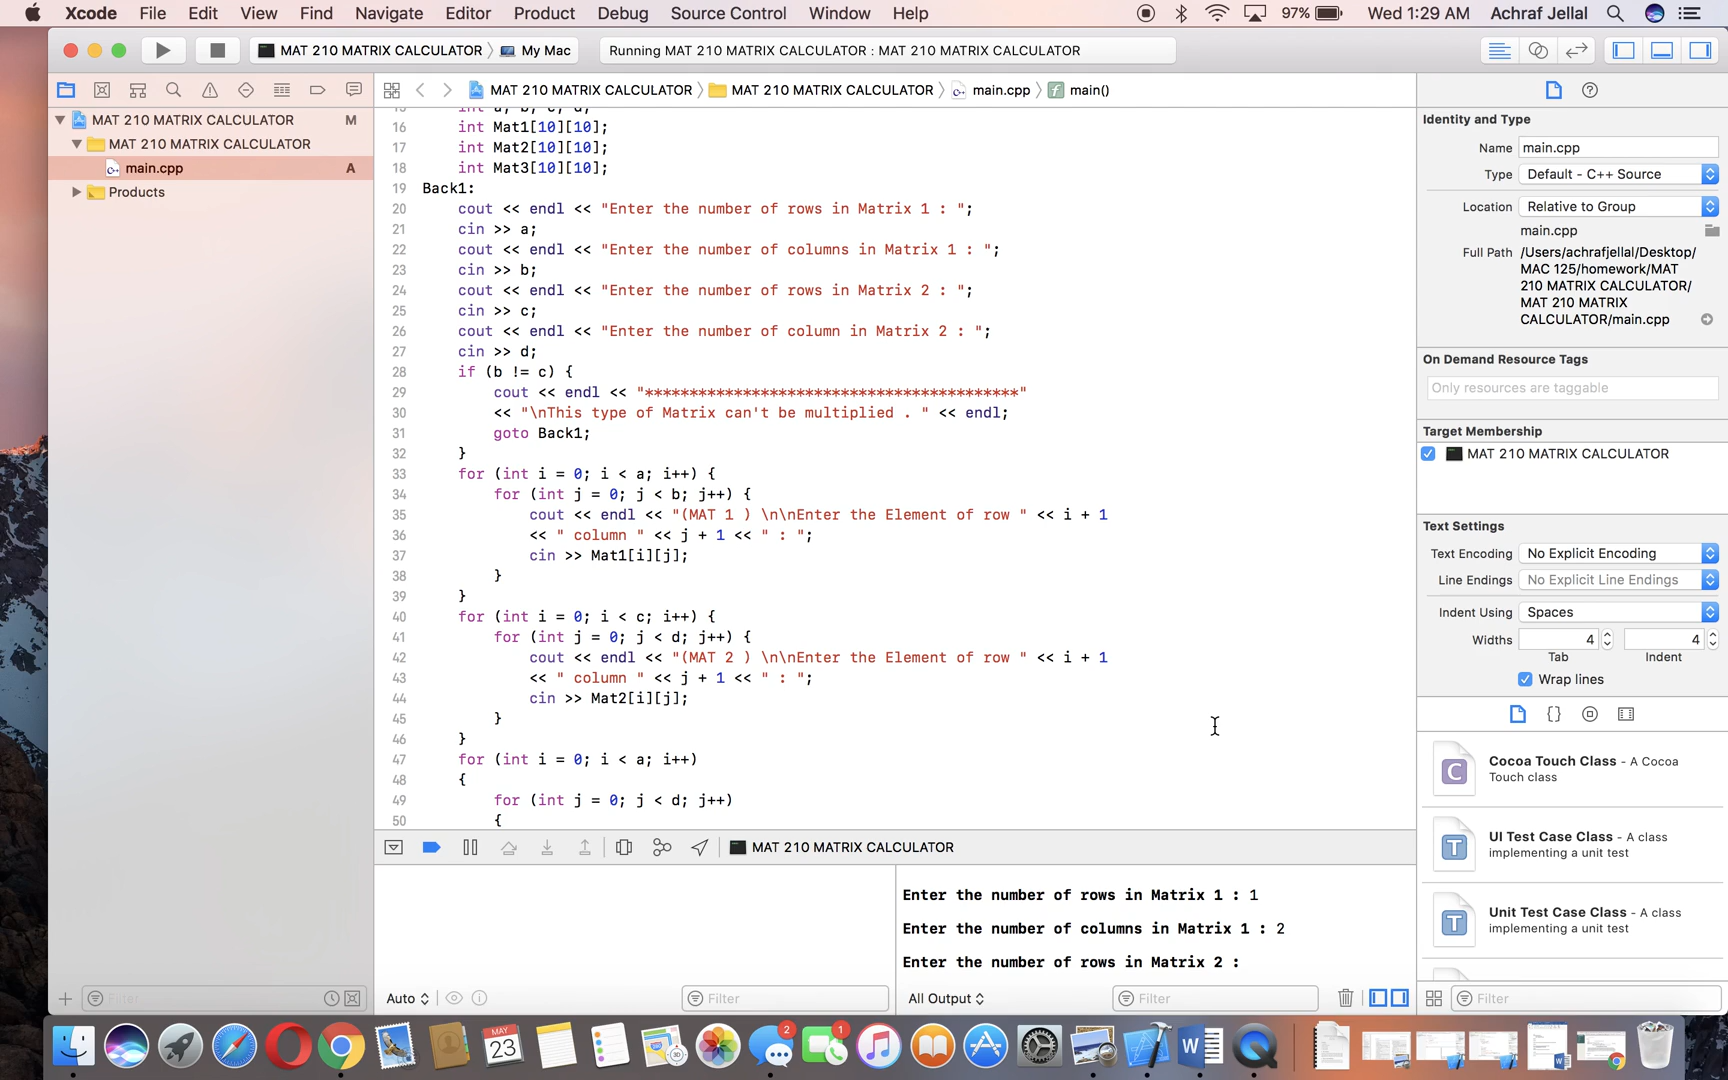 Xcode File Edit View Find Navigate Editor Product Debug Source Control Window Help 97% Wed 1:29 AM Achraf Jellal
MAT 210 MATRIX CALCULATOR My Mac Running MAT 210 MATRIX CALCULATOR : MAT 210 MATRIX CALCULATOR
MAT 210 MATRIX CALCULATOR MAT 210 MATRIX CALCULATOR main.cpp main()
MAT 210 MATRIX CALCULATOR M
MAT 210 MATRIX CALCULATOR
main.cpp A
Products
15 int a, b, c, d;
16 int Mat1[10][10];
17 int Mat2[10][10];
18 int Mat3[10][10];
19 Back1:
20 cout << endl << "Enter the number of rows in Matrix 1 : ";
21 cin >> a;
22 cout << endl << "Enter the number of columns in Matrix 1 : ";
23 cin >> b;
24 cout << endl << "Enter the number of rows in Matrix 2 : ";
25 cin >> c;
26 cout << endl << "Enter the number of column in Matrix 2 : ";
27 cin >> d;
28 if (b != c) {
29 cout << endl << "******************************************"
30 << "\nThis type of Matrix can't be multiplied . " << endl;
31 goto Back1;
32 }
33 for (int i = 0; i < a; i++) {
34 for (int j = 0; j < b; j++) {
35 cout << endl << "(MAT 1 ) \n\nEnter the Element of row " << i + 1
36 << " column " << j + 1 << " : ";
37 cin >> Mat1[i][j];
38 }
39 }
40 for (int i = 0; i < c; i++) {
41 for (int j = 0; j < d; j++) {
42 cout << endl << "(MAT 2 ) \n\nEnter the Element of row " << i + 1
43 << " column " << j + 1 << " : ";
44 cin >> Mat2[i][j];
45 }
46 }
47 for (int i = 0; i < a; i++)
48 {
49 for (int j = 0; j < d; j++)
50 {
MAT 210 MATRIX CALCULATOR
Enter the number of rows in Matrix 1 : 1
Enter the number of columns in Matrix 1 : 2
Enter the number of rows in Matrix 2 :
Filter
Auto
Filter
All Output
Filter
Identity and Type
Name main.cpp
Type Default - C++ Source
Location Relative to Group
main.cpp
Full Path /Users/achrafjellal/Desktop/
MAC 125/homework/MAT
210 MATRIX CALCULATOR/
MAT 210 MATRIX
CALCULATOR/main.cpp
On Demand Resource Tags
Only resources are taggable
Target Membership
MAT 210 MATRIX CALCULATOR
Text Settings
Text Encoding No Explicit Encoding
Line Endings No Explicit Line Endings
Indent Using Spaces
Widths 4 4
Tab Indent
Wrap lines
{}
C
Cocoa Touch Class - A Cocoa
Touch class
T
UI Test Case Class - A class
implementing a unit test
T
Unit Test Case Class - A class
implementing a unit test
Filter
MAY
23
2
1
W